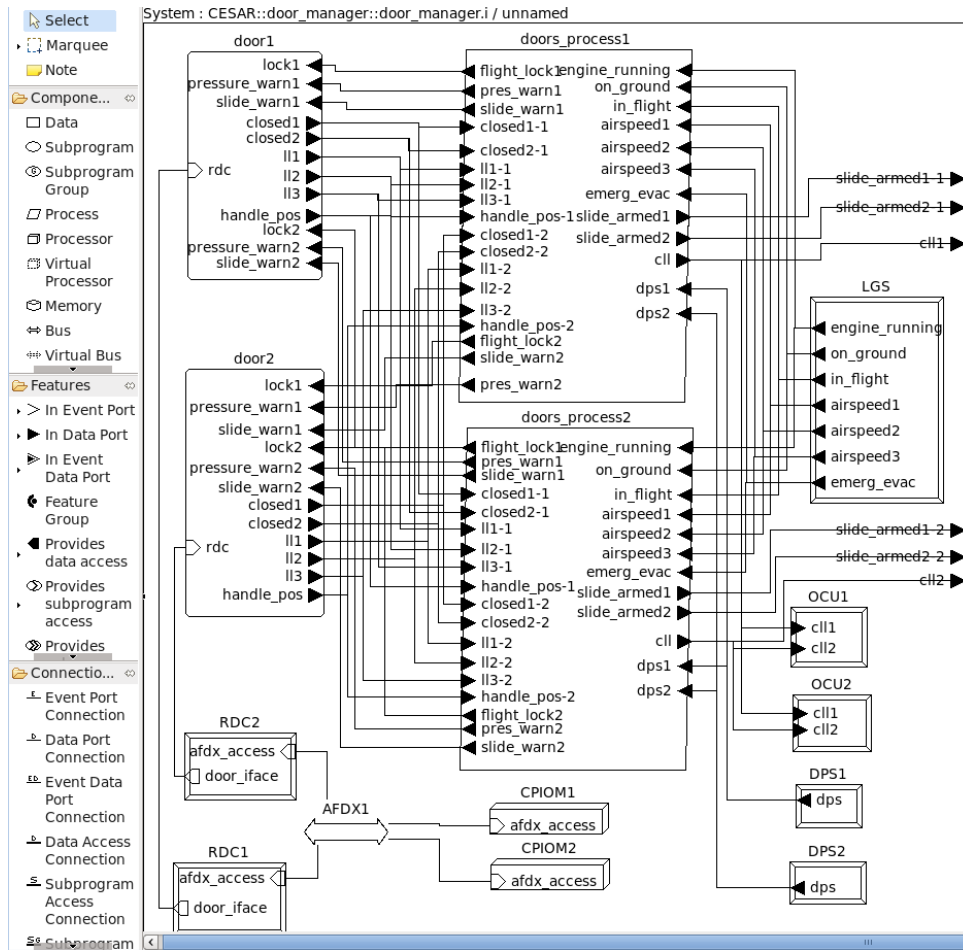 System : CESAR::door_manager::door_manager.i / unnamed
Select
Marquee
Note
Compone...
Data
Subprogram
Subprogram
Group
Process
Processor
Virtual
Processor
Memory
Bus
Virtual Bus
Features
In Event Port
In Data Port
In Event
Data Port
Feature
Group
Provides
data access
Provides
subprogram
access
Provides
Connectio...
Event Port
Connection
Data Port
Connection
Event Data
Port
Connection
Data Access
Connection
Subprogram
Access
Connection
Subprogram
door1
lock1
pressure_warn1
slide_warn1
closed1
closed2
ll1
ll2
ll3
rdc
handle_pos
lock2
pressure_warn2
slide_warn2
door2
lock1
pressure_warn1
slide_warn1
lock2
pressure_warn2
slide_warn2
closed1
closed2
ll1
ll2
ll3
handle_pos
rdc
doors_process1
flight_lock1
pres_warn1
slide_warn1
closed1-1
closed2-1
ll1-1
ll2-1
ll3-1
handle_pos-1
closed1-2
closed2-2
ll1-2
ll2-2
ll3-2
handle_pos-2
flight_lock2
slide_warn2
pres_warn2
engine_running
on_ground
in_flight
airspeed1
airspeed2
airspeed3
emerg_evac
slide_armed1
slide_armed2
cll
dps1
dps2
doors_process2
flight_lock1
pres_warn1
slide_warn1
closed1-1
closed2-1
ll1-1
ll2-1
ll3-1
handle_pos-1
closed1-2
closed2-2
ll1-2
ll2-2
ll3-2
handle_pos-2
flight_lock2
pres_warn2
slide_warn2
engine_running
on_ground
in_flight
airspeed1
airspeed2
airspeed3
emerg_evac
slide_armed1
slide_armed2
cll
dps1
dps2
slide_armed1-1
slide_armed2-1
cll1
LGS
engine_running
on_ground
in_flight
airspeed1
airspeed2
airspeed3
emerg_evac
slide_armed1-2
slide_armed2-2
cll2
OCU1
cll1
cll2
OCU2
cll1
cll2
DPS1
dps
DPS2
dps
RDC2
afdx_access
door_iface
AFDX1
RDC1
afdx_access
door_iface
CPIOM1
afdx_access
CPIOM2
afdx_access